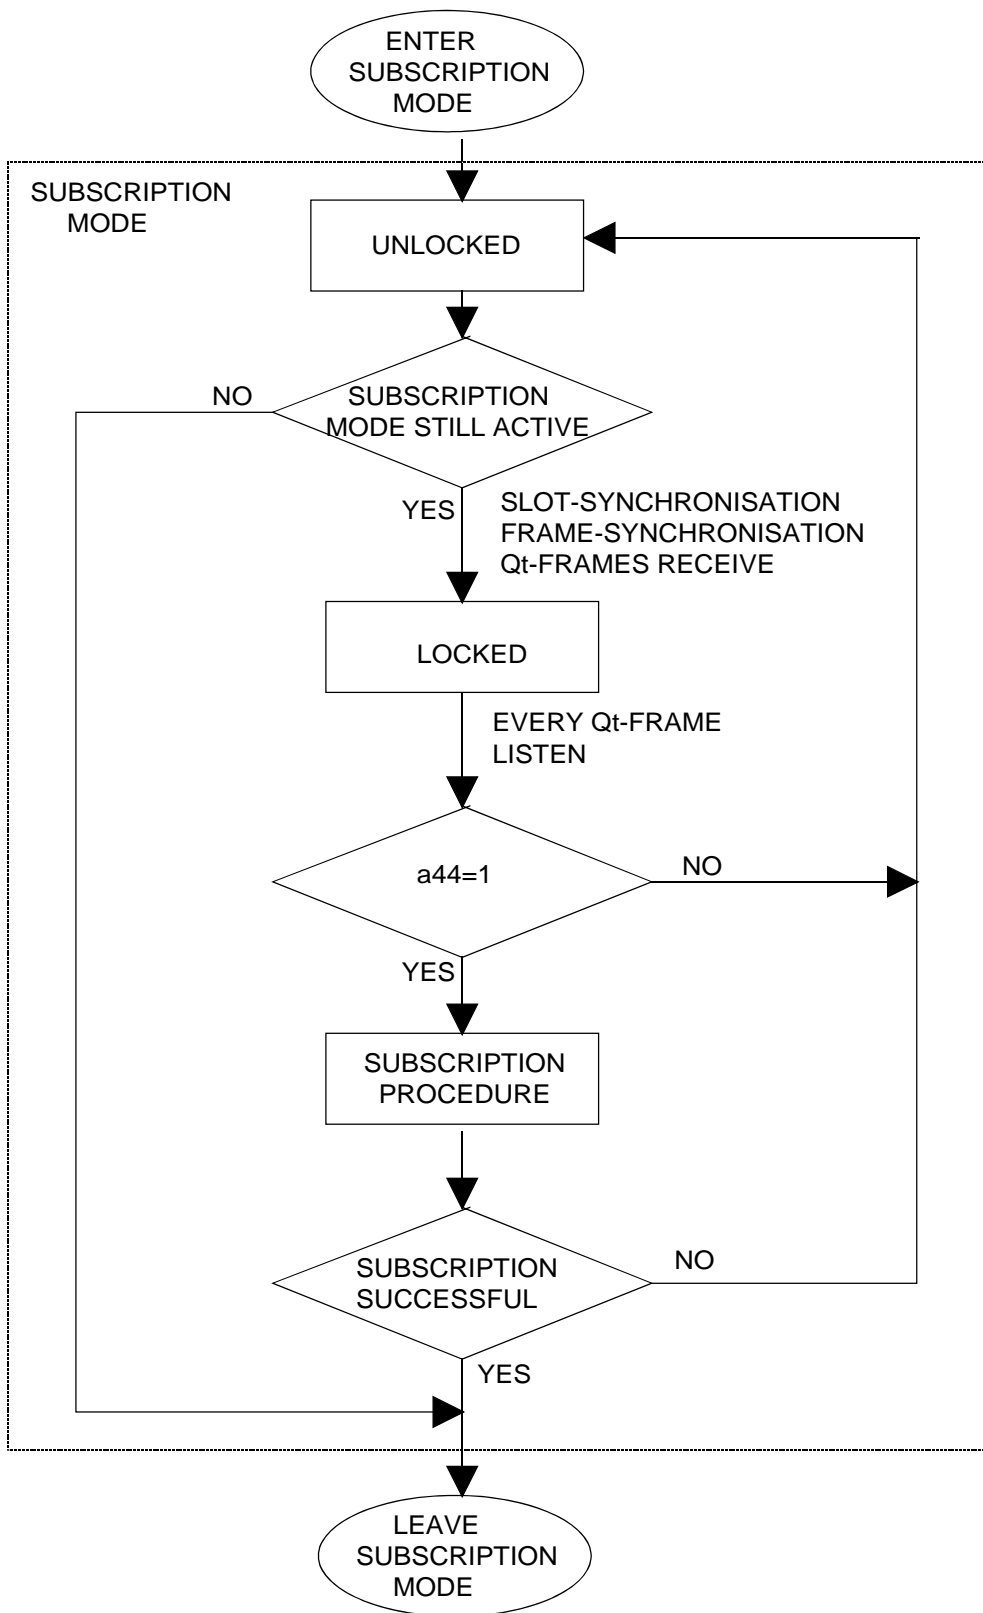 ENTER
SUBSCRIPTION
MODE
SUBSCRIPTION
MODE
UNLOCKED
NO
SUBSCRIPTION
MODE STILL ACTIVE
YES
SLOT-SYNCHRONISATION
FRAME-SYNCHRONISATION
Qt-FRAMES RECEIVE
LOCKED
EVERY Qt-FRAME
LISTEN
a44=1
NO
YES
SUBSCRIPTION
PROCEDURE
SUBSCRIPTION
SUCCESSFUL
NO
YES
LEAVE
SUBSCRIPTION
MODE